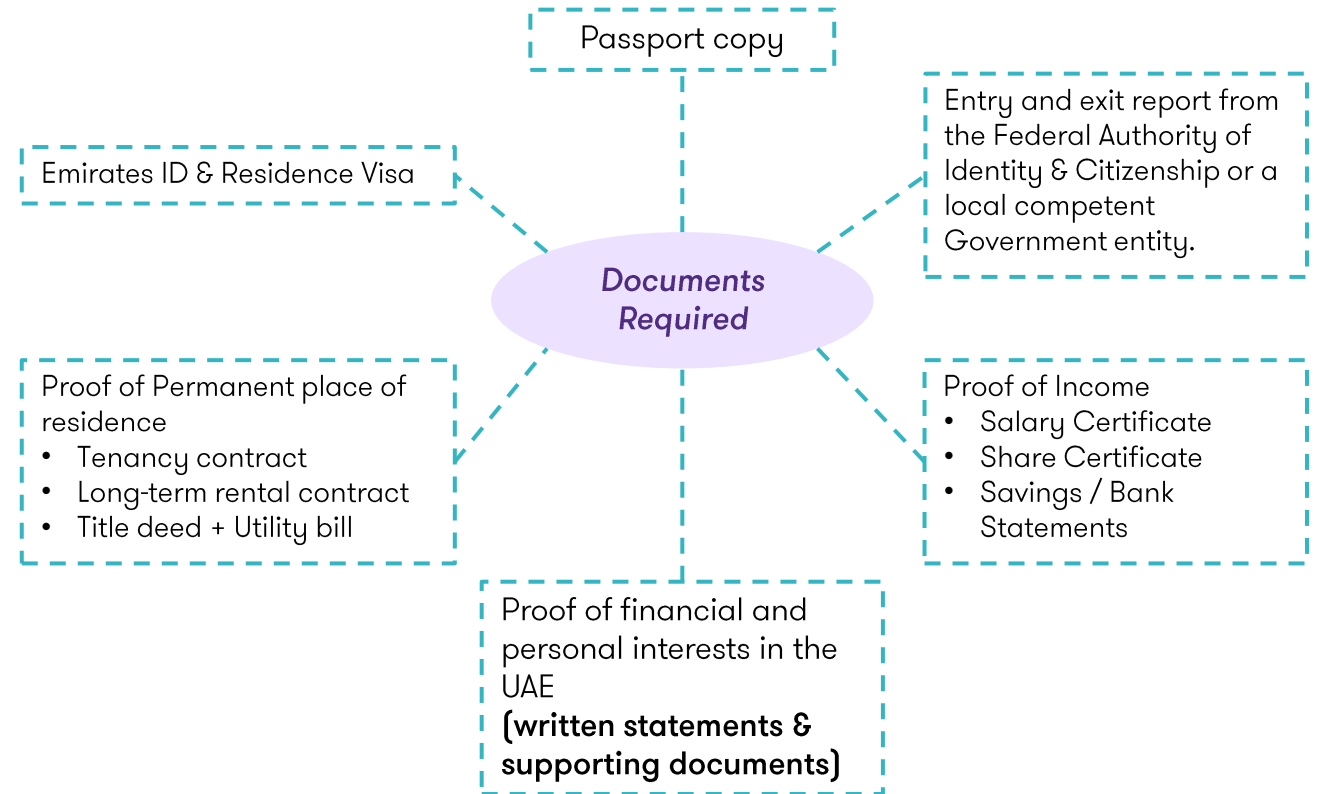 Passport copy
Emirates ID & Residence Visa
Entry and exit report from
the Federal Authority of
Identity & Citizenship or a
local competent
Government entity.
Documents
Required
Proof of Permanent place of
residence
• Tenancy contract
• Long-term rental contract
• Title deed + Utility bill
Proof of Income
• Salary Certificate
• Share Certificate
• Savings / Bank
Statements
Proof of financial and
personal interests in the
UAE
(written statements &
supporting documents)